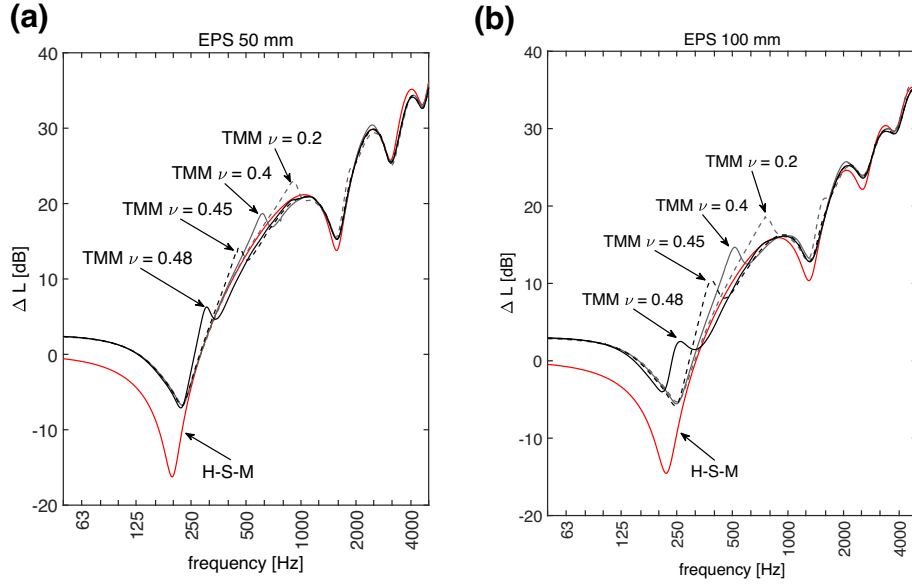 (a)
EPS 50 mm
40
30
20
10
0
-10
-20
Δ L [dB]
TMM ν = 0.2
TMM ν = 0.4
TMM ν = 0.45
TMM ν = 0.48
H-S-M
63
125
250
500
1000
2000
4000
frequency [Hz]
(b)
EPS 100 mm
40
30
20
10
0
-10
-20
Δ L [dB]
TMM ν = 0.2
TMM ν = 0.4
TMM ν = 0.45
TMM ν = 0.48
H-S-M
63
125
250
500
1000
2000
4000
frequency [Hz]